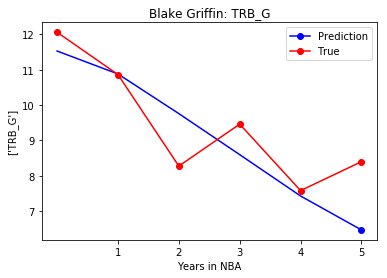 Blake Griffin: TRB_G
Prediction
True
['TRB_G']
12
11
10
9
8
7
1 2 3 4 5
Years in NBA